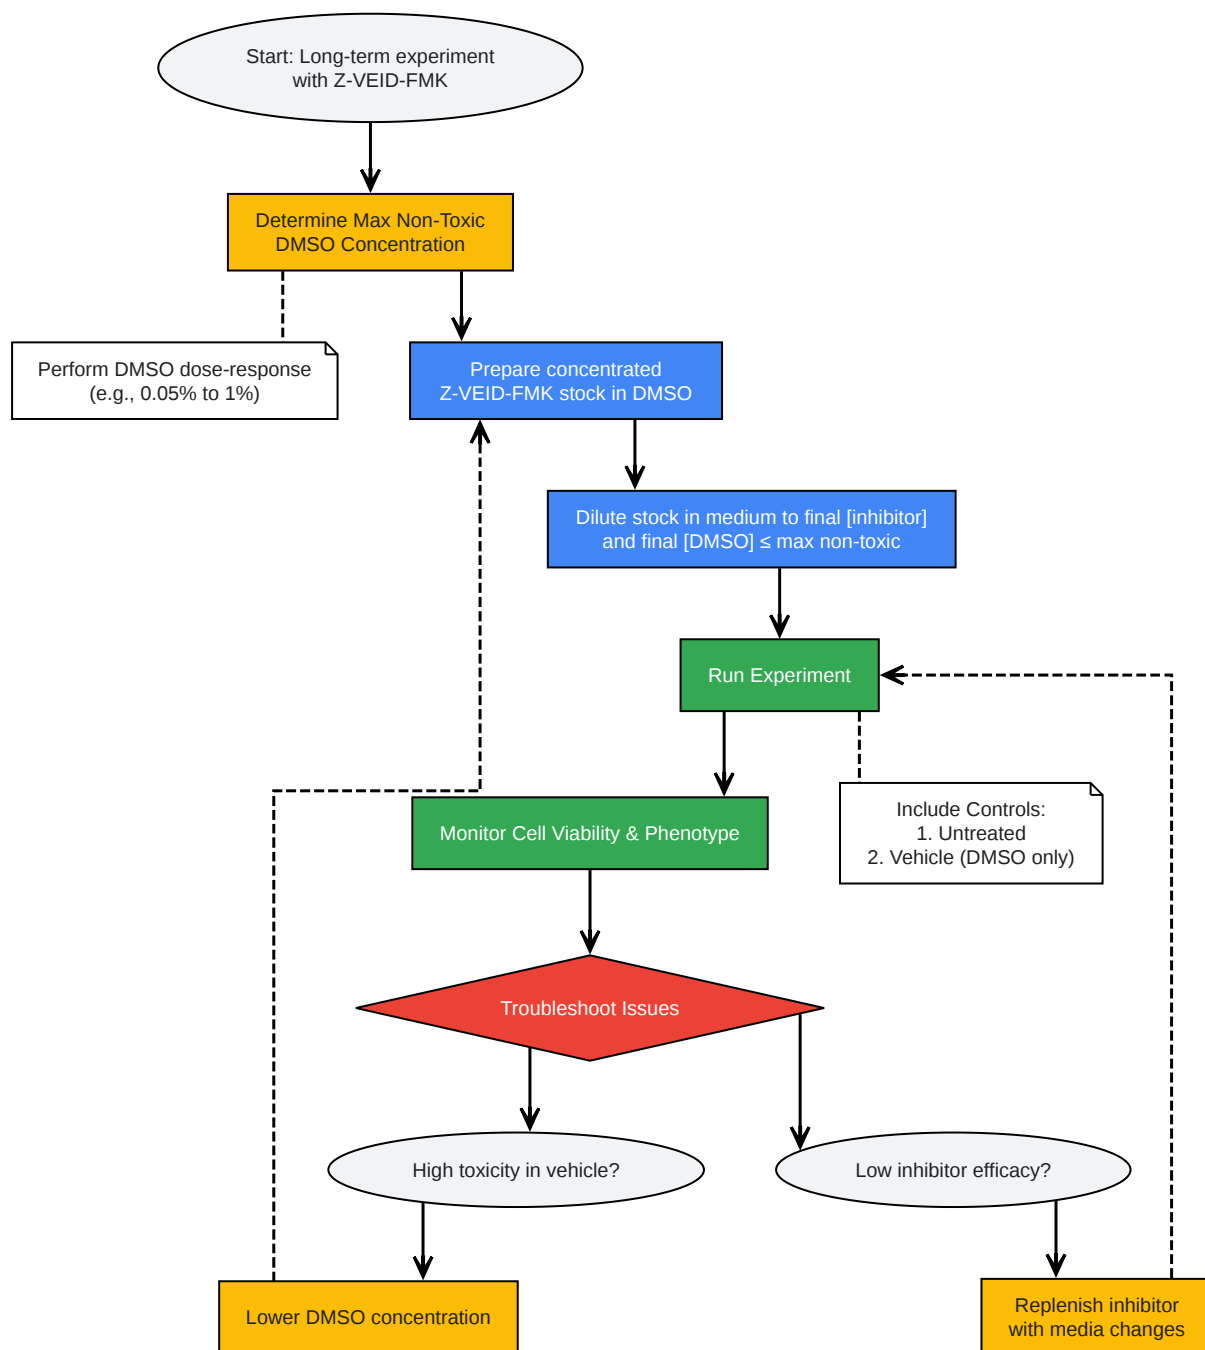 Start: Long-term experiment
with Z-VEID-FMK
Determine Max Non-Toxic
DMSO Concentration
Perform DMSO dose-response
(e.g., 0.05% to 1%)
Prepare concentrated
Z-VEID-FMK stock in DMSO
Dilute stock in medium to final [inhibitor]
and final [DMSO] ≤ max non-toxic
Run Experiment
Include Controls:
1. Untreated
2. Vehicle (DMSO only)
Monitor Cell Viability & Phenotype
Troubleshoot Issues
High toxicity in vehicle?
Low inhibitor efficacy?
Lower DMSO concentration
Replenish inhibitor
with media changes